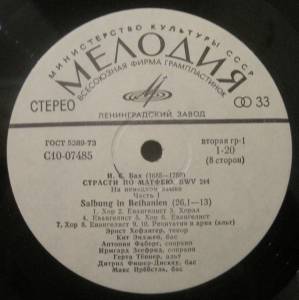 МИНИСТЕРСТВО КУЛЬТУРЫ СССР
МЕЛОДИЯ
ВСЕСОЮЗНАЯ ФИРМА ГРАМПЛАСТИНОК
СТЕРЕО
33
ЛЕНИНГРАДСКИЙ ЗАВОД
ГОСТ 5289-73
С10-07485
вторая гр-1
1-20
(8 сторон)
И. С. Бах (1685—1750)
СТРАСТИ ПО МАТФЕЮ, BWV 244
На немецком языке
Часть I
Salbung in Bethanien (26,1—13)
1. Хор 2. Евангелист 3. Хорал
4. Евангелист 5. Хор 6. Евангелист
7. Хор 8. Евангелист 9, 10. Речитатив и ария (альт)
Эрнст Хефлигер, тенор
Кит Энджен, бас
Антония Фаберг, сопрано
Ирмгард Зеефрид, сопрано
Герта Тёппер, альт
Дитрих Фишер-Дискау, бас
Макс бас